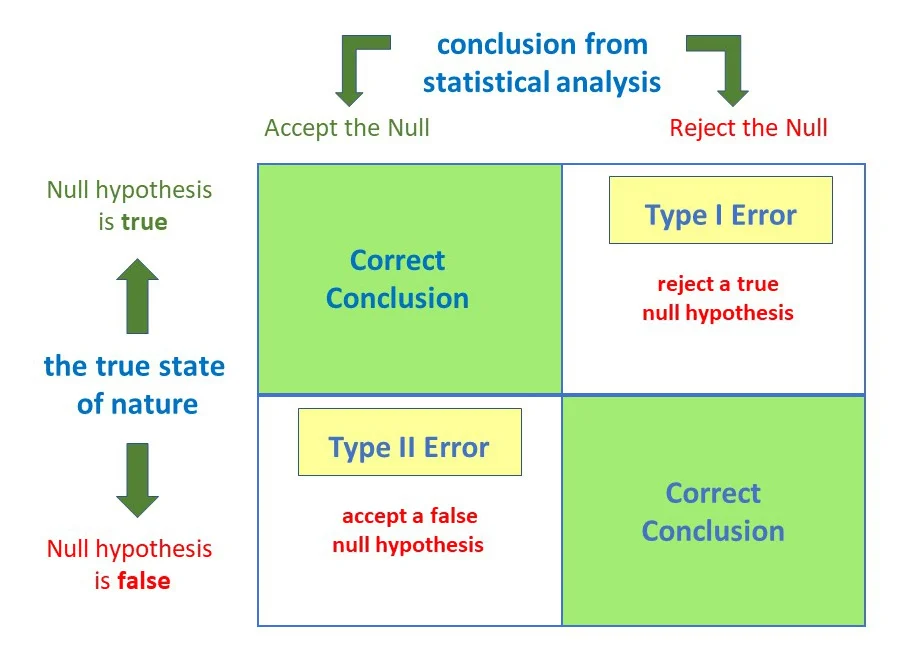 conclusion from
statistical analysis
Accept the Null
Reject the Null
Null hypothesis
is true
Correct
Conclusion
Type I Error
reject a true
null hypothesis
the true state
of nature
Type II Error
accept a false
null hypothesis
Correct
Conclusion
Null hypothesis
is false